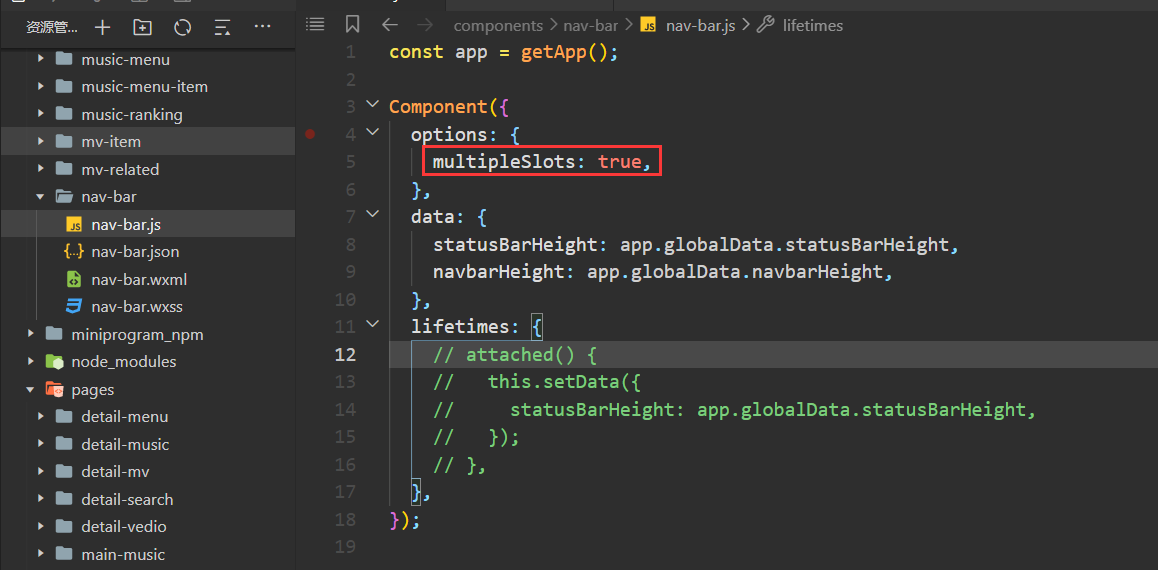 资源管...
components > nav-bar > nav-bar.js > lifetimes
music-menu
music-menu-item
music-ranking
mv-item
mv-related
nav-bar
nav-bar.js
nav-bar.json
nav-bar.wxml
nav-bar.wxss
miniprogram_npm
node_modules
pages
detail-menu
detail-music
detail-mv
detail-search
detail-vedio
main-music
1 const app = getApp();
2
3 Component({
4 options: {
5 multipleSlots: true,
6 },
7 data: {
8 statusBarHeight: app.globalData.statusBarHeight,
9 navbarHeight: app.globalData.navbarHeight,
10 },
11 lifetimes: {
12 // attached() {
13 //   this.setData({
14 //     statusBarHeight: app.globalData.statusBarHeight,
15 //   });
16 // },
17 },
18 });
19